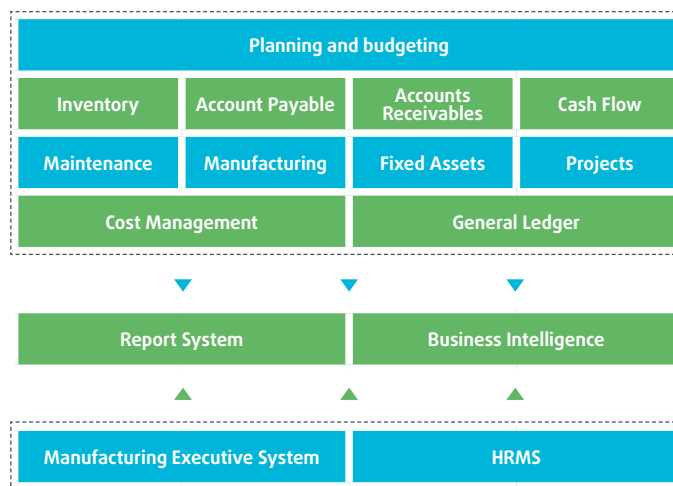 Planning and budgeting
Inventory
Account Payable
Accounts
Receivables
Cash Flow
Maintenance
Manufacturing
Fixed Assets
Projects
Cost Management
General Ledger
Report System
Business Intelligence
Manufacturing Executive System
HRMS